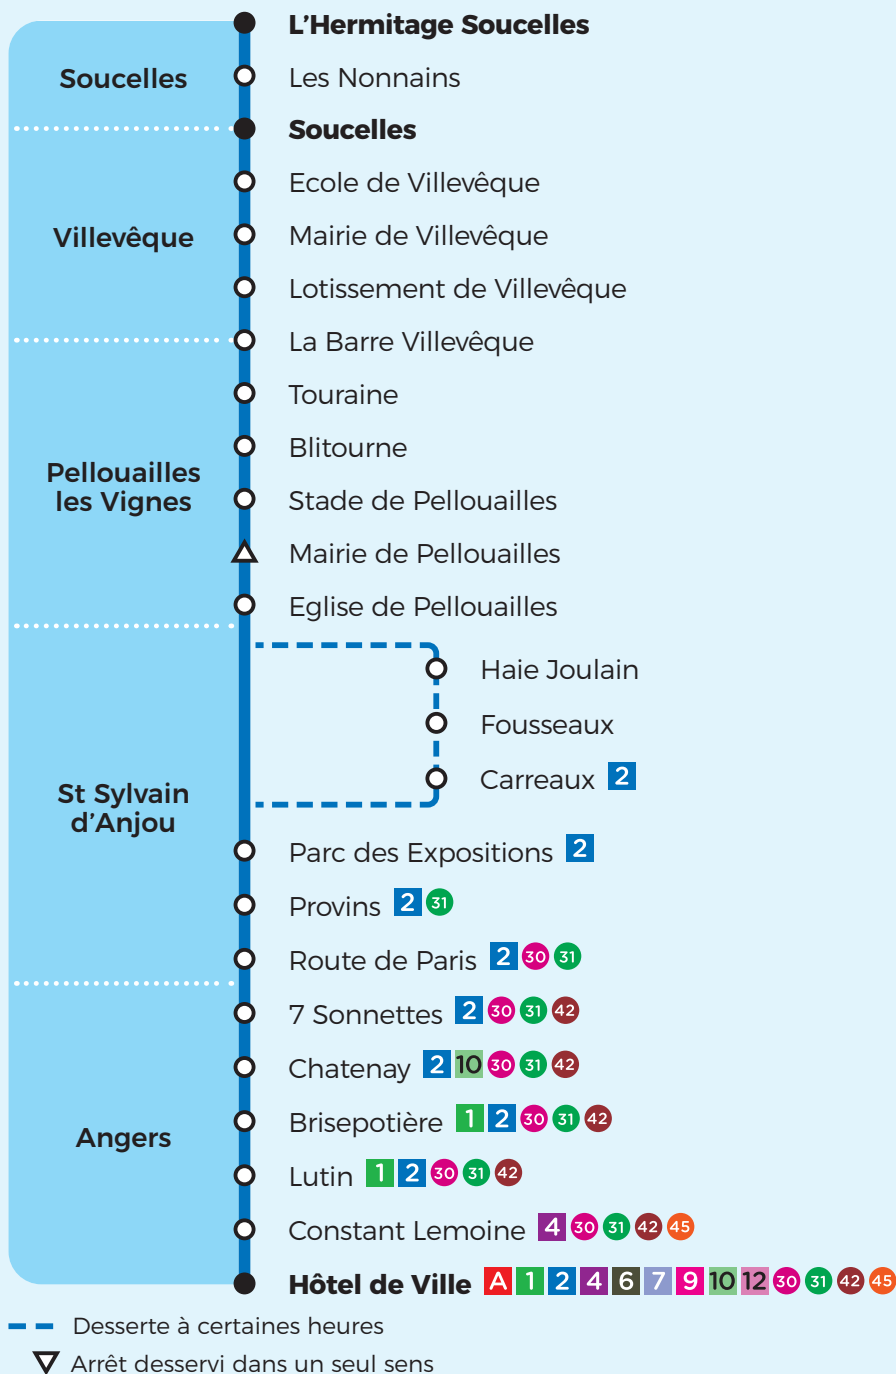 L'Hermitage Soucelles
Soucelles
Les Nonnains
Soucelles
Ecole de Villevêque
Villevêque
Mairie de Villevêque
Lotissement de Villevêque
La Barre Villevêque
Touraine
Blitourne
Pellouailles
les Vignes
Stade de Pellouailles
Mairie de Pellouailles
Eglise de Pellouailles
Haie Joulain
Fousseaux
Carreaux 2
St Sylvain
d'Anjou
Parc des Expositions 2
Provins 2 31
Route de Paris 2 30 31
7 Sonnettes 2 30 31 42
Chatenay 2 10 30 31 42
Angers
Brisepotière 1 2 30 31 42
Lutin 1 2 30 31 42
Constant Lemoine 4 30 31 42 45
Hôtel de Ville A 1 2 4 6 7 9 10 12 30 31 42 45
Desserte à certaines heures
Arrêt desservi dans un seul sens